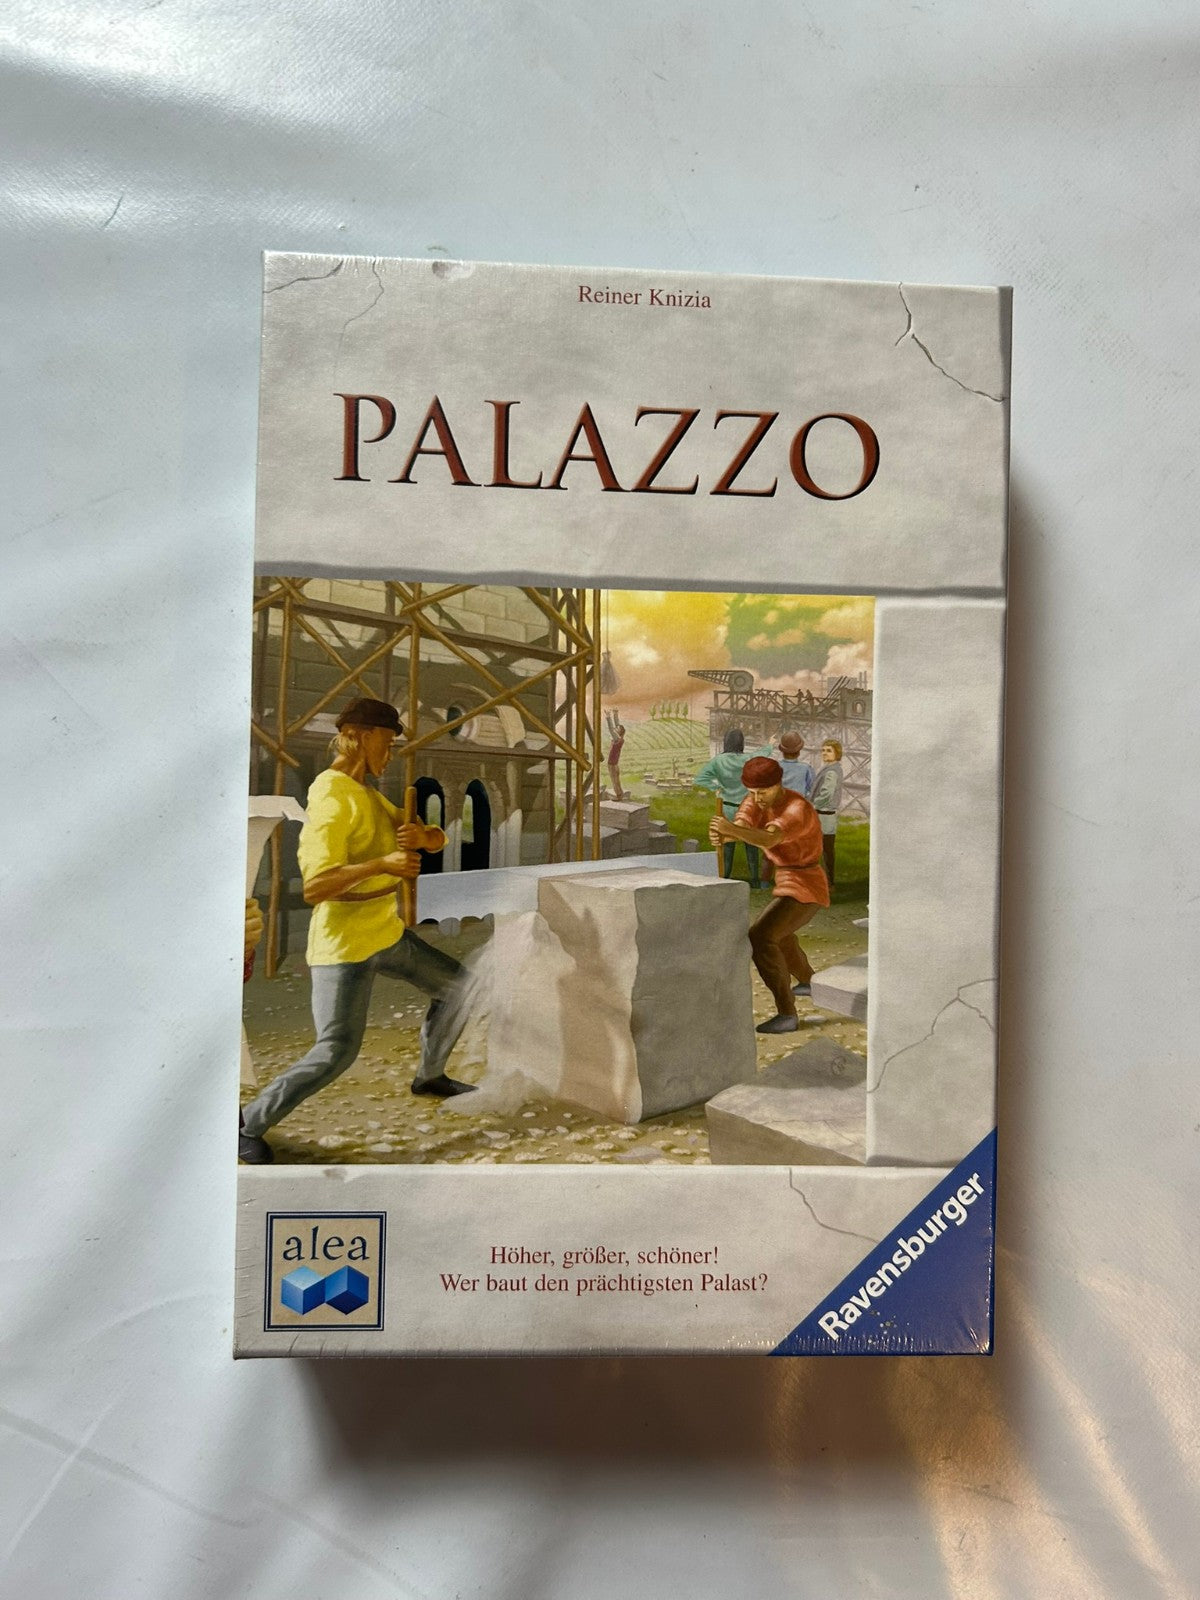 Reiner Knizia
PALAZZO
alea
Höher, größer, schöner!
Wer baut den prächtigsten Palast?
Ravensburger